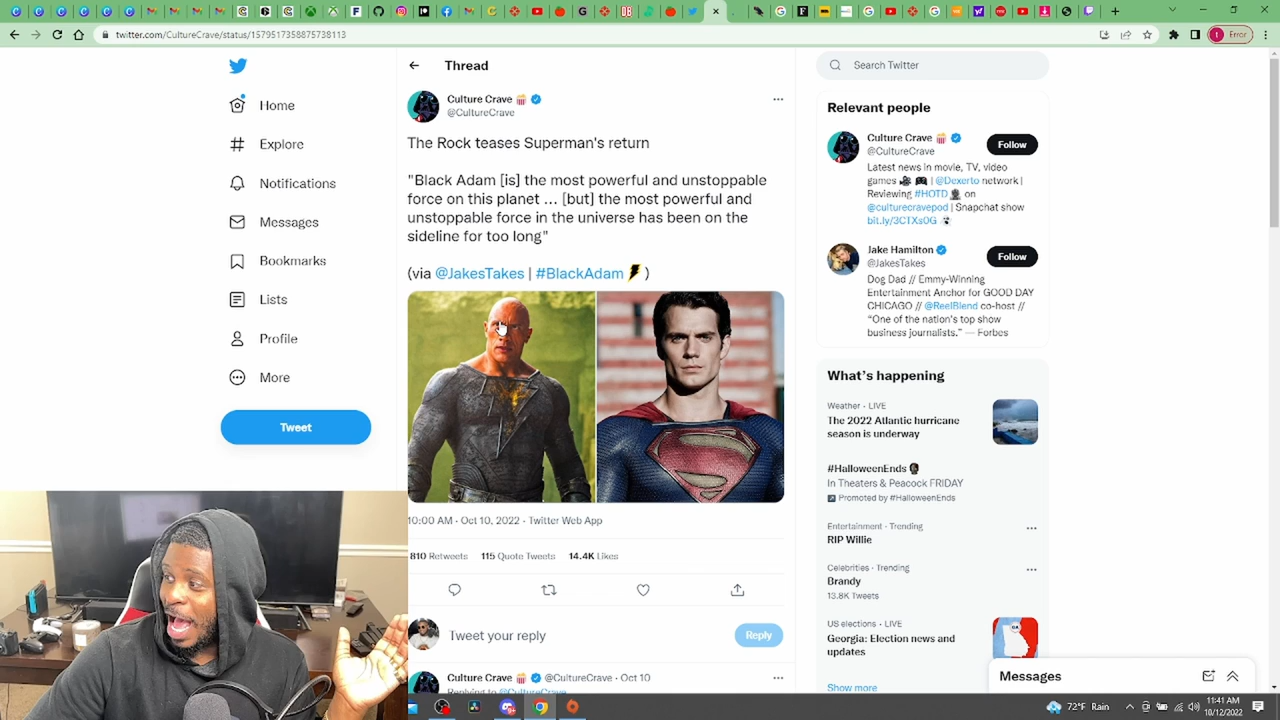 twitter.com/CultureCrave/status/1579517358875738113
Error
Home
Explore
Notifications
Messages
Bookmarks
Lists
Profile
More
Tweet
Thread
Culture Crave
@CultureCrave
The Rock teases Superman's return
"Black Adam [is] the most powerful and unstoppable
force on this planet ... [but] the most powerful and
unstoppable force in the universe has been on the
sideline for too long"
(via @JakesTakes | #BlackAdam )
10:00 AM · Oct 10, 2022 · Twitter Web App
810 Retweets 115 Quote Tweets 14.4K Likes
Tweet your reply
Reply
Culture Crave @CultureCrave · Oct 10
Replying to @CultureCrave
Search Twitter
Relevant people
Culture Crave
@CultureCrave
Follow
Latest news in movie, TV, video
games | @Dexerto network |
Reviewing #HOTD on
@culturecravepod | Snapchat show
bit.ly/3CTXs0G
Jake Hamilton
@JakesTakes
Follow
Dog Dad // Emmy-Winning
Entertainment Anchor for GOOD DAY
CHICAGO // @ReelBlend co-host //
"One of the nation's top show
business journalists." — Forbes
What's happening
Weather · LIVE
The 2022 Atlantic hurricane
season is underway
#HalloweenEnds
In Theaters & Peacock FRIDAY
Promoted by #HalloweenEnds
Entertainment · Trending
RIP Willie
Celebrities · Trending
Brandy
13.8K Tweets
US elections · LIVE
Georgia: Election news and
updates
Show more
Messages
72°F Rain
11:41 AM
10/12/2022